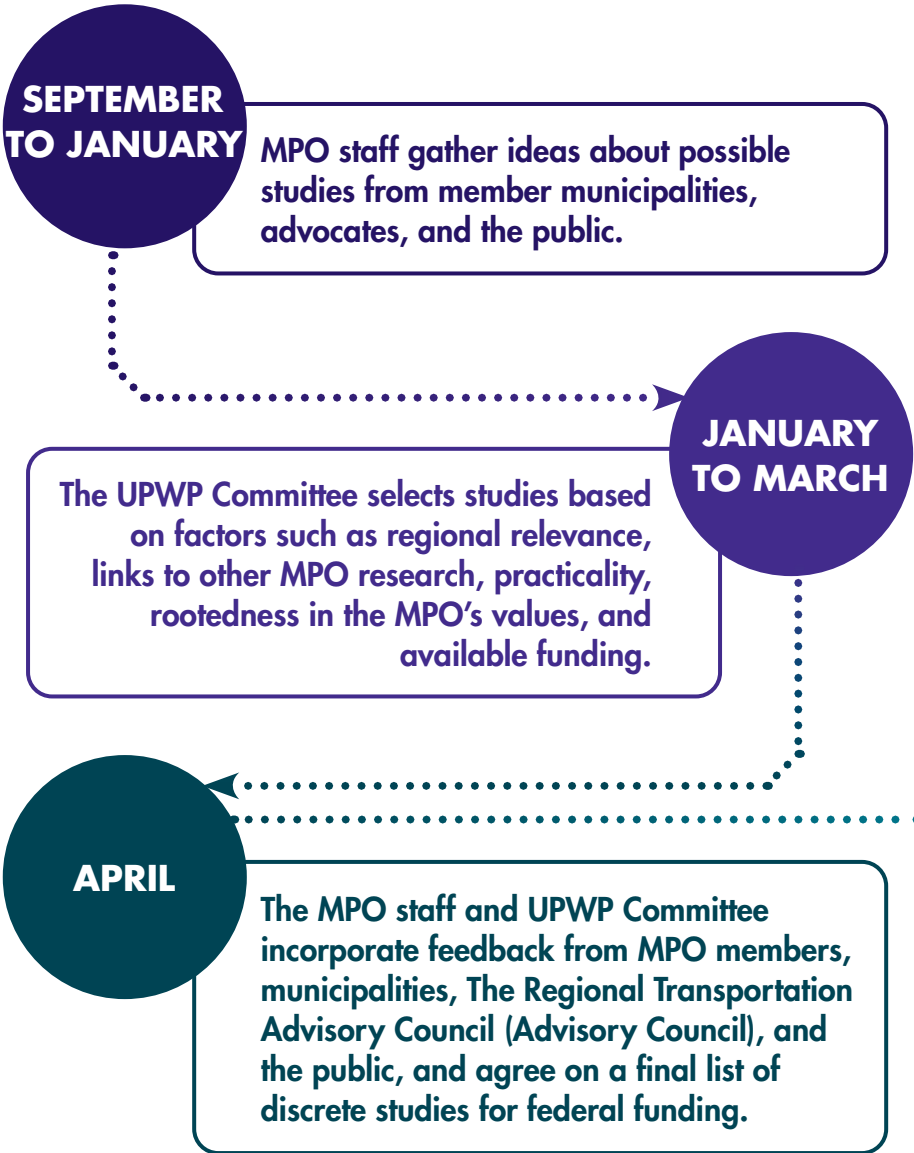 SEPTEMBER
TO JANUARY
MPO staff gather ideas about possible
studies from member municipalities,
advocates, and the public.
JANUARY
TO MARCH
The UPWP Committee selects studies based
on factors such as regional relevance,
links to other MPO research, practicality,
rootedness in the MPO’s values, and
available funding.
APRIL
The MPO staff and UPWP Committee
incorporate feedback from MPO members,
municipalities, The Regional Transportation
Advisory Council (Advisory Council), and
the public, and agree on a final list of
discrete studies for federal funding.